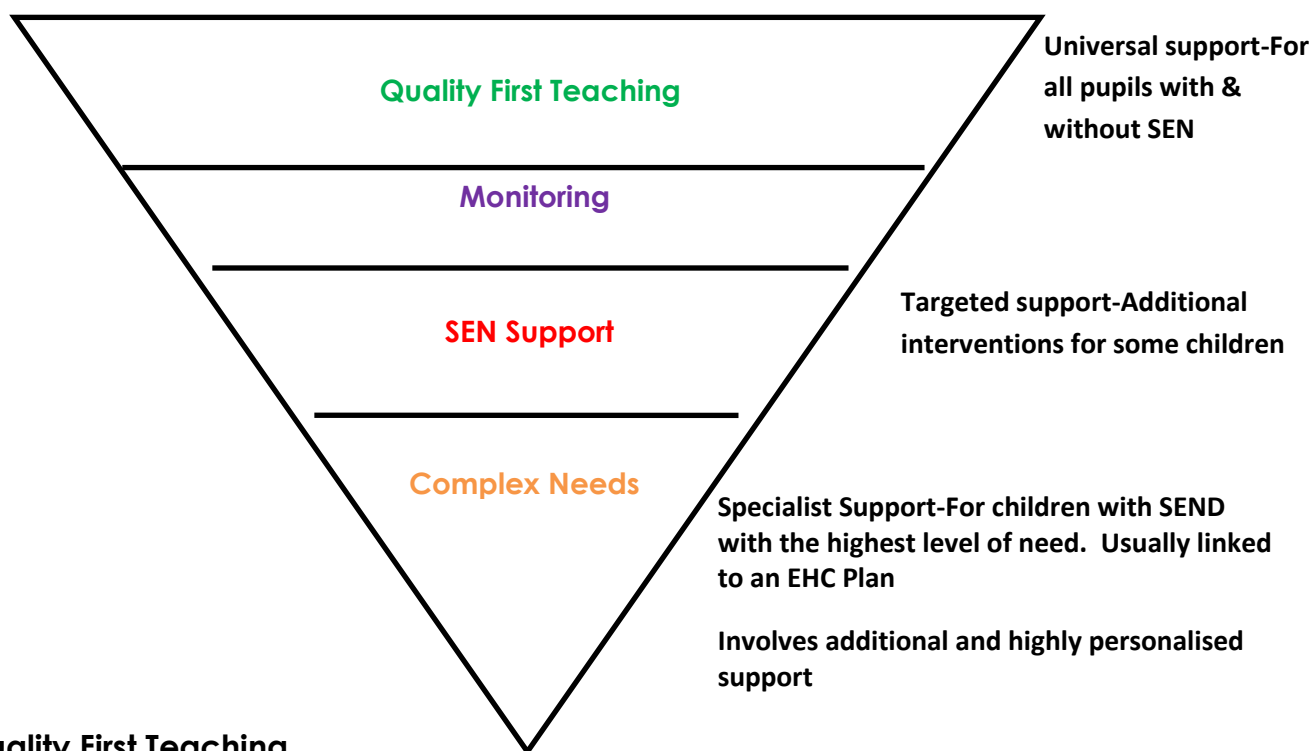 Quality First Teaching
Universal support-For
all pupils with &
without SEN
Monitoring
SEN Support
Targeted support-Additional
interventions for some children
Complex Needs
Specialist Support-For children with SEND
with the highest level of need.  Usually linked
to an EHC Plan
Involves additional and highly personalised
support
First Teaching